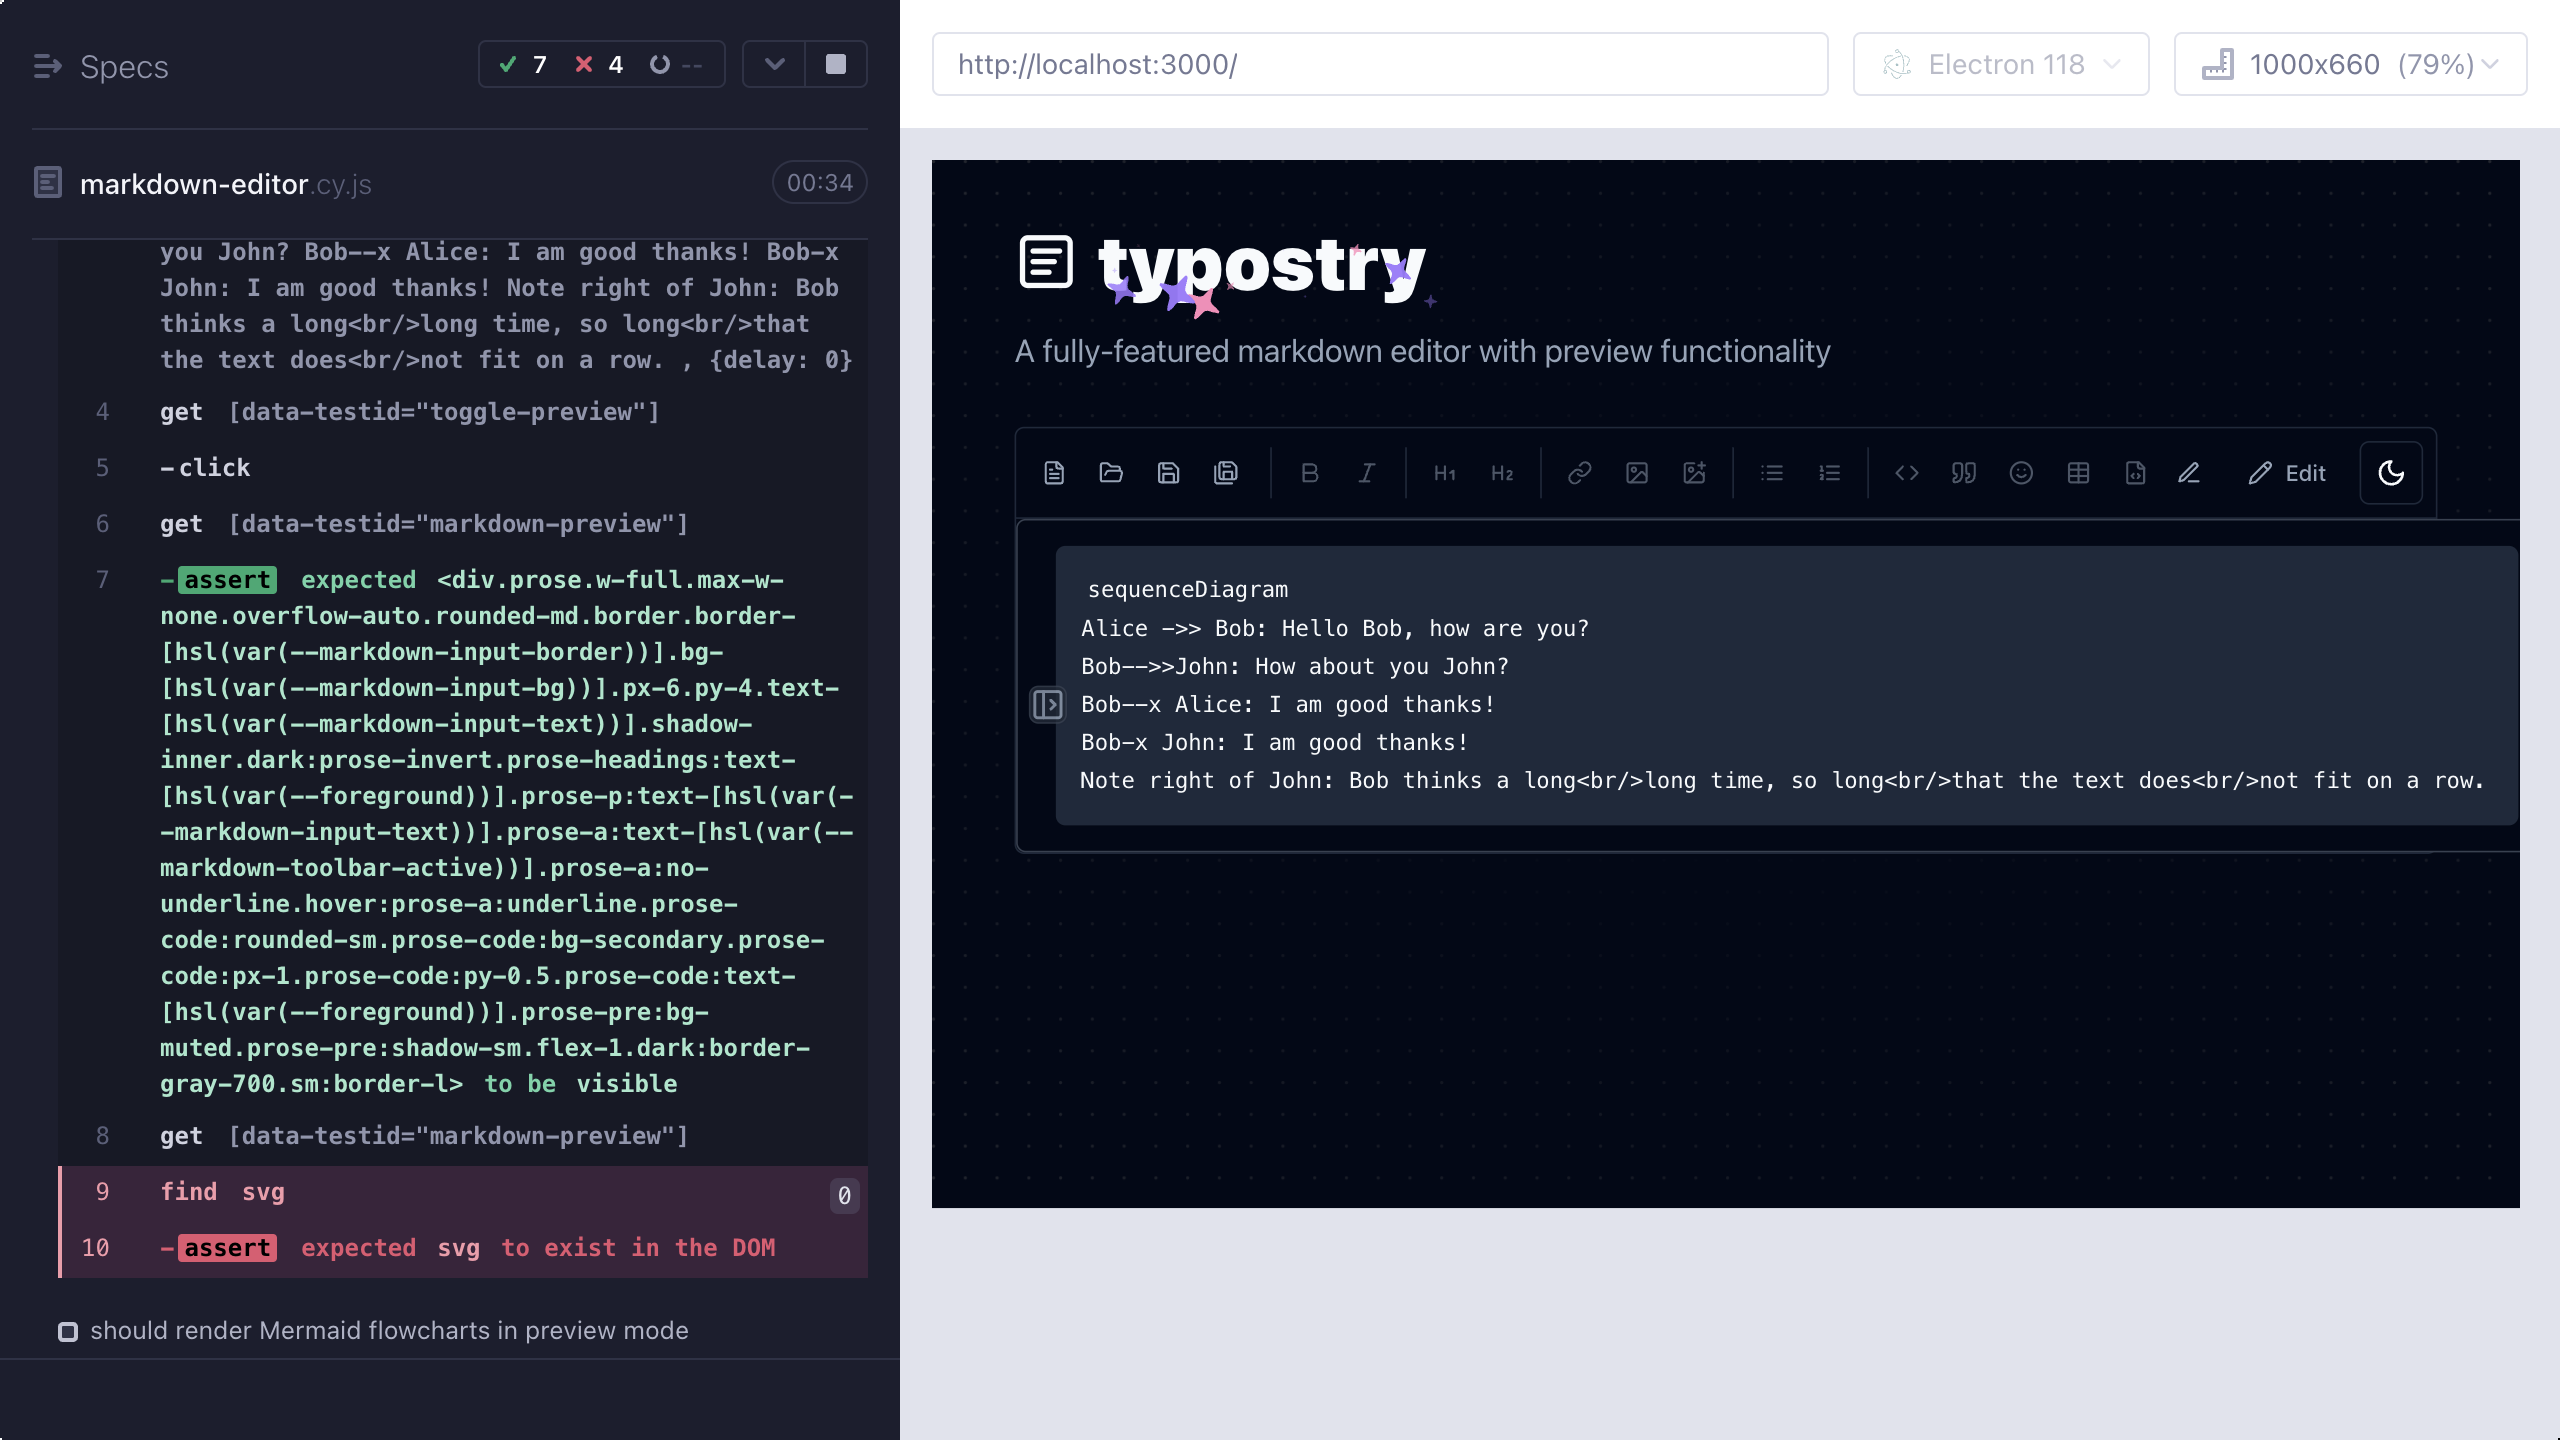 Specs
7 4 --
markdown-editor.cy.js
00:34
you John? Bob--x Alice: I am good thanks! Bob-x
John: I am good thanks! Note right of John: Bob
thinks a long<br/>long time, so long<br/>that
the text does<br/>not fit on a row. , {delay: 0}
4 get [data-testid="toggle-preview"]
5 -click
6 get [data-testid="markdown-preview"]
7 -assert expected <div.prose.w-full.max-w-
none.overflow-auto.rounded-md.border.border-
[hsl(var(--markdown-input-border))].bg-
[hsl(var(--markdown-input-bg))].px-6.py-4.text-
[hsl(var(--markdown-input-text))].shadow-
inner.dark:prose-invert.prose-headings:text-
[hsl(var(--foreground))].prose-p:text-[hsl(var(-
-markdown-input-text))].prose-a:text-[hsl(var(--
markdown-toolbar-active))].prose-a:no-
underline.hover:prose-a:underline.prose-
code:rounded-sm.prose-code:bg-secondary.prose-
code:px-1.prose-code:py-0.5.prose-code:text-
[hsl(var(--foreground))].prose-pre:bg-
muted.prose-pre:shadow-sm.flex-1.dark:border-
gray-700.sm:border-l> to be visible
8 get [data-testid="markdown-preview"]
9 find svg 0
10 -assert expected svg to exist in the DOM
should render Mermaid flowcharts in preview mode
http://localhost:3000/
Electron 118
1000x660 (79%)
typostry
A fully-featured markdown editor with preview functionality
B I H1 H2 Edit
sequenceDiagram
Alice ->> Bob: Hello Bob, how are you?
Bob-->>John: How about you John?
Bob--x Alice: I am good thanks!
Bob-x John: I am good thanks!
Note right of John: Bob thinks a long<br/>long time, so long<br/>that the text does<br/>not fit on a row.